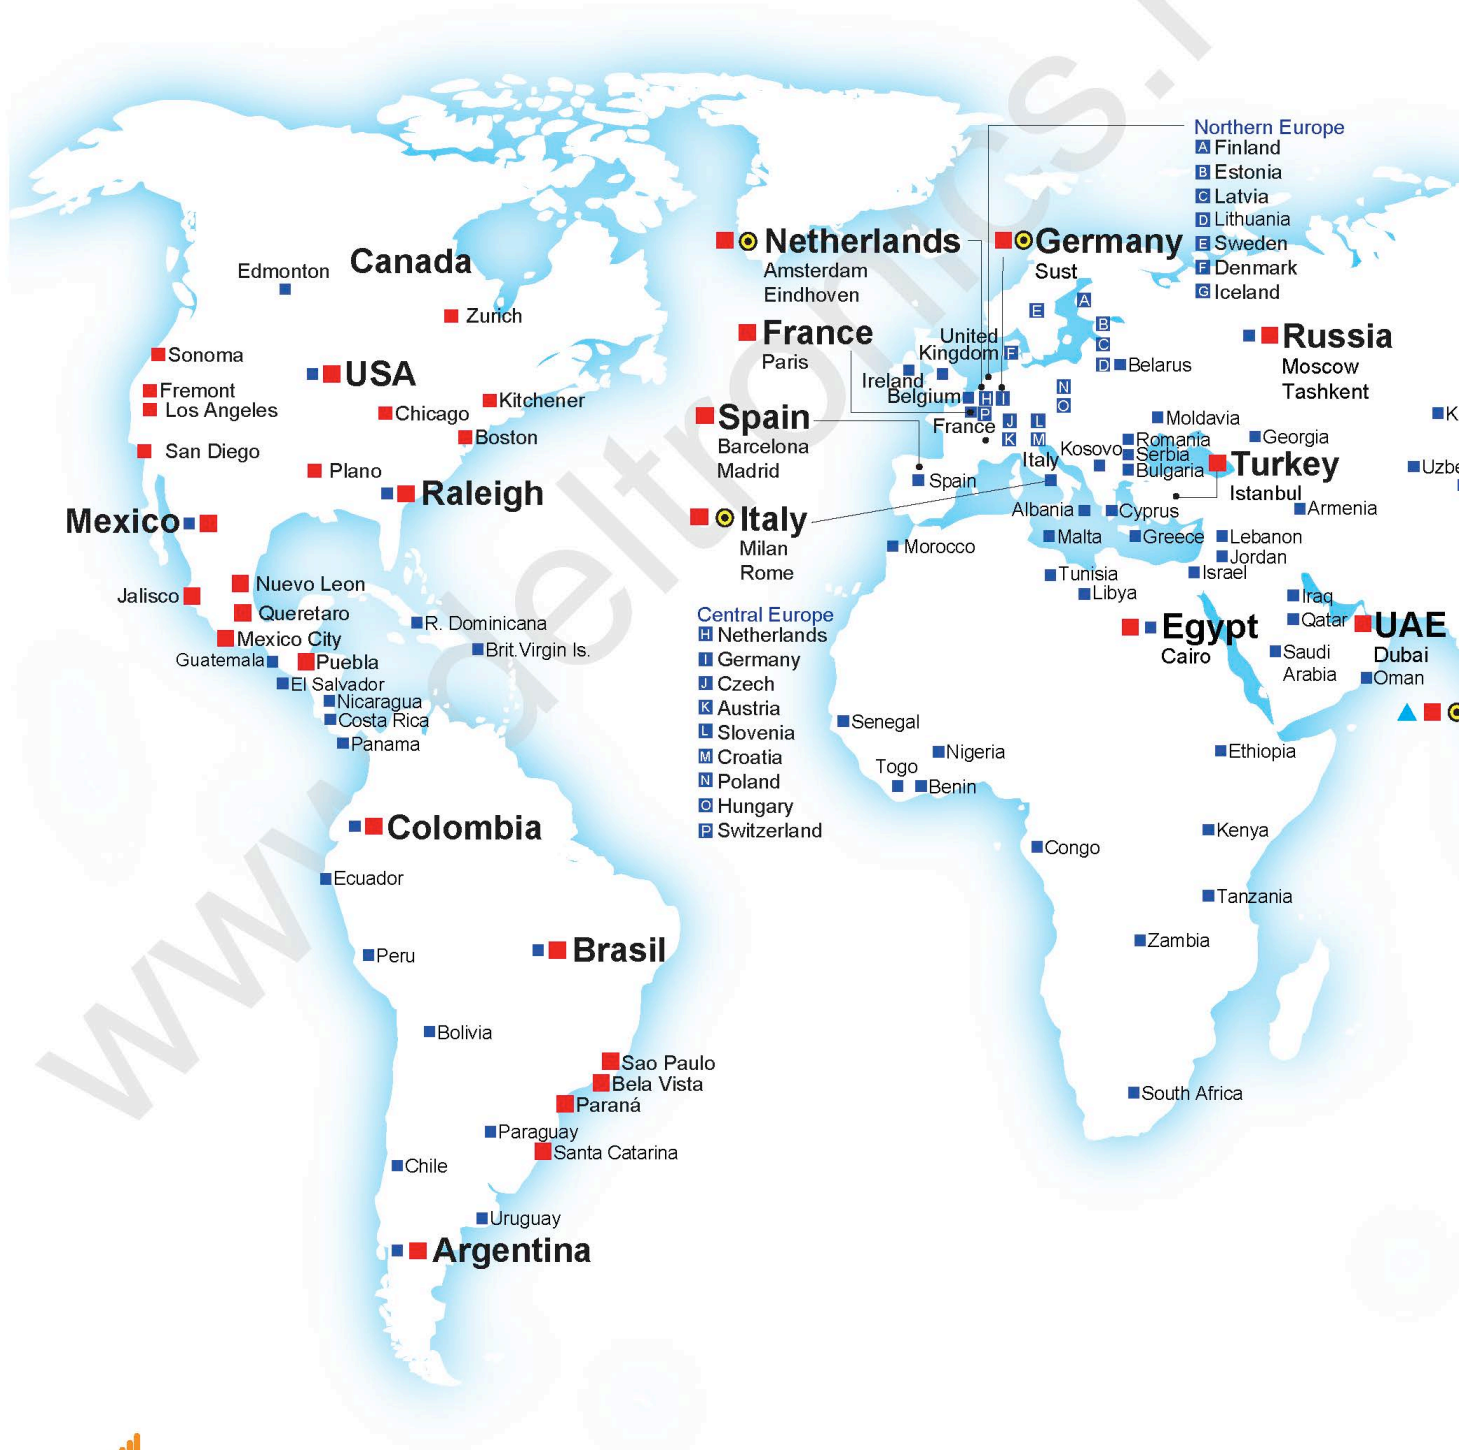 www.deltronics.
Northern Europe
A Finland
B Estonia
C Latvia
D Lithuania
E Sweden
F Denmark
G Iceland
Netherlands
Amsterdam
Eindhoven
Germany
Sust
Canada
Edmonton
Zurich
Sonoma
USA
Fremont
Los Angeles
Kitchener
Chicago
Boston
San Diego
Plano
Raleigh
Mexico
Nuevo Leon
Jalisco
Queretaro
Mexico City
Guatemala
Puebla
El Salvador
Nicaragua
Costa Rica
Panama
R. Dominicana
Brit.Virgin Is.
Colombia
Ecuador
Peru
Brasil
Bolivia
Sao Paulo
Bela Vista
Paraná
Paraguay
Santa Catarina
Chile
Uruguay
Argentina
France
Paris
Spain
Barcelona
Madrid
Italy
Milan
Rome
Central Europe
H Netherlands
I Germany
J Czech
K Austria
L Slovenia
M Croatia
N Poland
O Hungary
P Switzerland
A
E
B
C
D
Belarus
United
Kingdom
F
Ireland
Belgium
H
I
N
O
P
France
J
L
K
M
Italy
Kosovo
Moldavia
Romania
Serbia
Bulgaria
Georgia
Russia
Moscow
Tashkent
K
Uzbe
Turkey
Istanbul
Spain
Albania
Cyprus
Armenia
Morocco
Malta
Greece
Lebanon
Jordan
Israel
Tunisia
Libya
Iraq
Qatar
UAE
Dubai
Egypt
Cairo
Saudi
Arabia
Oman
Senegal
Nigeria
Togo
Benin
Ethiopia
Kenya
Congo
Tanzania
Zambia
South Africa